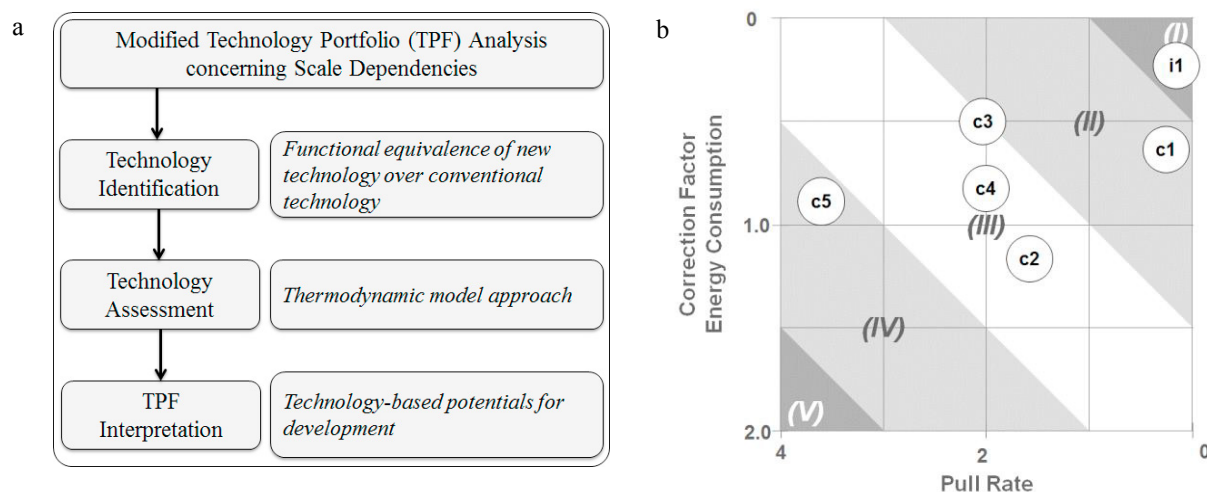 a
Modified Technology Portfolio (TPF) Analysis
concerning Scale Dependencies
Technology
Identification
Functional equivalence of new
technology over conventional
technology
Technology
Assessment
Thermodynamic model approach
TPF
Interpretation
Technology-based potentials for
development
b
Correction Factor
Energy Consumption
0
1.0
2.0
(I)
i1
c3
(II)
c1
c4
c5
(III)
c2
(IV)
(V)
4
2
0
Pull Rate